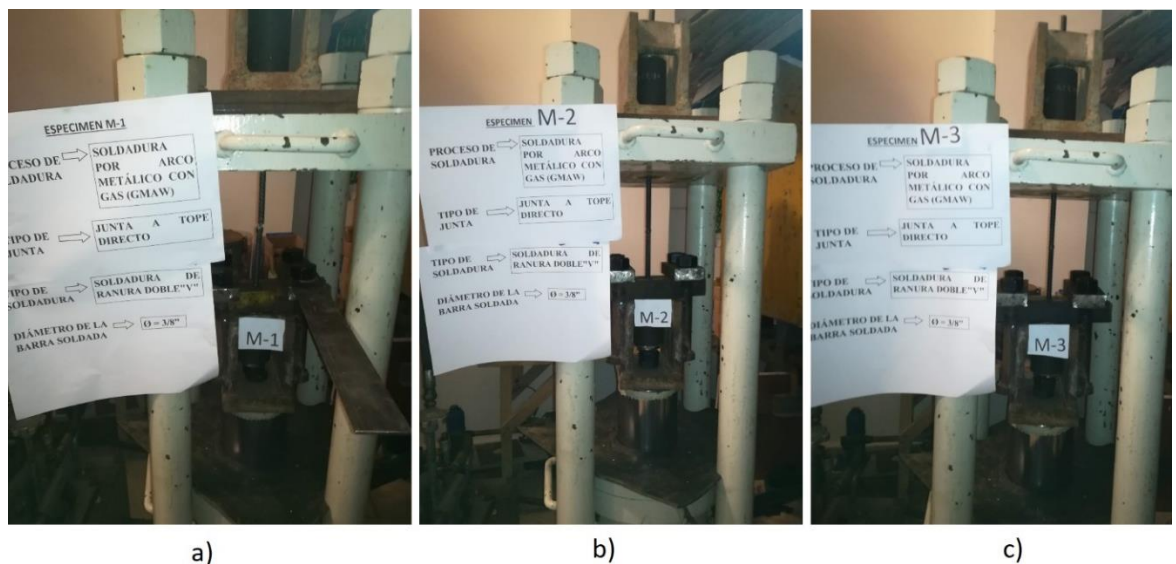 ESPECIMEN M-1
OCESO DE
LDADURA
SOLDADURA
POR ARCO
METÁLICO CON
GAS (GMAW)
TIPO DE
JUNTA
JUNTA A TOPE
DIRECTO
TIPO DE
SOLDADURA
SOLDADURA DE
RANURA DOBLE"V"
DIÁMETRO DE LA
BARRA SOLDADA
Ø = 3/8"
M-1
a)
ESPECIMEN M-2
PROCESO DE
SOLDADURA
SOLDADURA
POR ARCO
METÁLICO CON
GAS (GMAW)
TIPO DE
JUNTA
JUNTA A TOPE
DIRECTO
TIPO DE
SOLDADURA
SOLDADURA DE
RANURA DOBLE"V"
DIÁMETRO DE LA
BARRA SOLDADA
Ø = 3/8"
M-2
b)
ESPECIMEN M-3
PROCESO DE
SOLDADURA
SOLDADURA
POR ARCO
METÁLICO CON
GAS (GMAW)
TIPO DE
JUNTA
JUNTA A TOPE
DIRECTO
TIPO DE
SOLDADURA
SOLDADURA DE
RANURA DOBLE"V"
DIÁMETRO DE LA
BARRA SOLDADA
Ø = 3/8"
M-3
c)